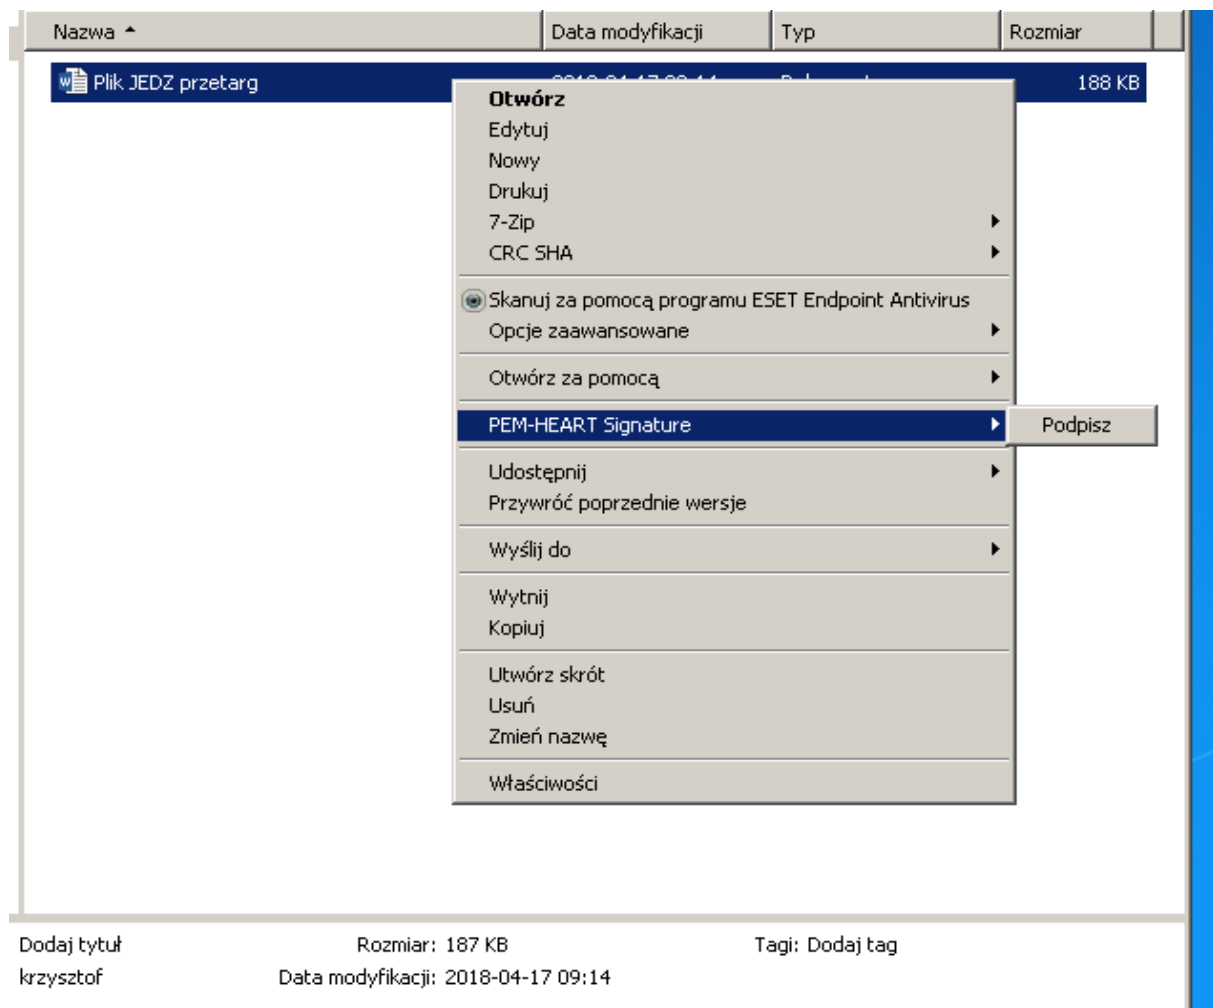 Nazwa Data modyfikacji Typ Rozmiar
Plik JEDZ przetarg 188 KB
Otwórz
Edytuj
Nowy
Drukuj
7-Zip
CRC SHA
Skanuj za pomocą programu ESET Endpoint Antivirus
Opcje zaawansowane
Otwórz za pomocą
PEM-HEART Signature Podpisz
Udostępnij
Przywróć poprzednie wersje
Wyślij do
Wytnij
Kopiuj
Utwórz skrót
Usuń
Zmień nazwę
Właściwości
Dodaj tytuł Rozmiar: 187 KB Tagi: Dodaj tag
krzysztof Data modyfikacji: 2018-04-17 09:14